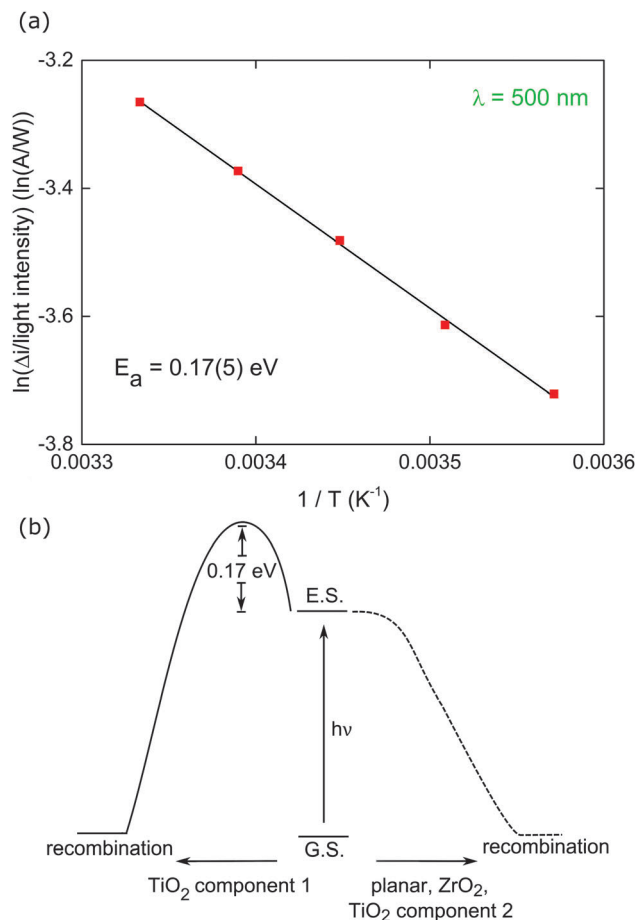 (a)
-3.2
-3.4
-3.6
-3.8
ln(Δi/light intensity) (ln(A/W))
λ = 500 nm
Eₐ = 0.17(5) eV
0.0033
0.0034
0.0035
0.0036
1 / T (K⁻¹)
(b)
0.17 eV
E.S.
hν
recombination
G.S.
recombination
TiO₂ component 1
planar, ZrO₂,
TiO₂ component 2